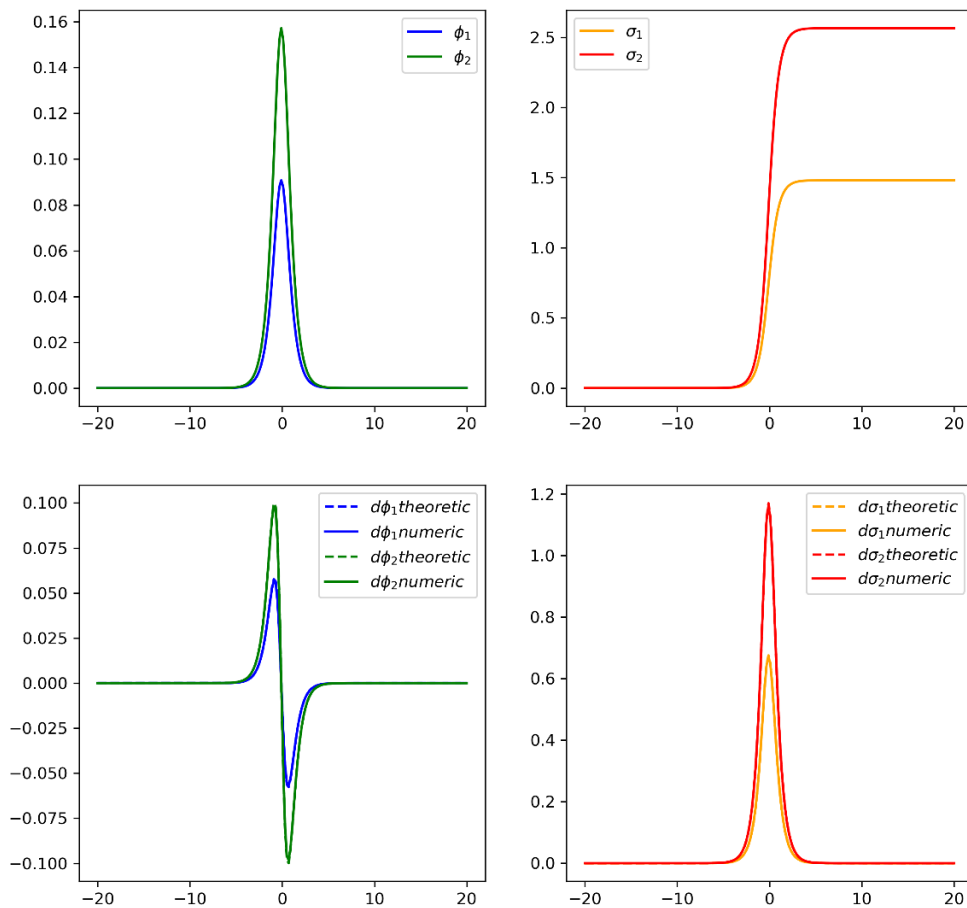 0.16
0.14
0.12
0.10
0.08
0.06
0.04
0.02
0.00
−20 −10 0 10 20
ϕ₁
ϕ₂
2.5
2.0
1.5
1.0
0.5
0.0
−20 −10 0 10 20
σ₁
σ₂
0.100
0.075
0.050
0.025
0.000
−0.025
−0.050
−0.075
−0.100
−20 −10 0 10 20
dϕ₁theoretic
dϕ₁numeric
dϕ₂theoretic
dϕ₂numeric
1.2
1.0
0.8
0.6
0.4
0.2
0.0
−20 −10 0 10 20
dσ₁theoretic
dσ₁numeric
dσ₂theoretic
dσ₂numeric